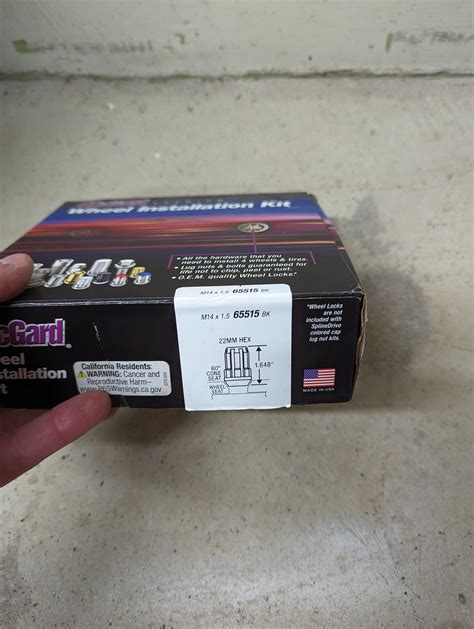 Wheel Installation Kit
• All the hardware that you
need to install 4 wheels & tires.
• Lug nuts & bolts guaranteed for
life not to chip, peel or rust.
• O.E.M. quality Wheel Locks.*
cGard
eel
stallation
t
California Residents:
WARNING: Cancer and
Reproductive Harm–
www.P65Warnings.ca.gov
M14 x 1.5 65515 BK
M14 x 1.5 65515 BK
22MM HEX
60°
CONE
SEAT
1.648"
WHEEL
SEAT
*Wheel Locks
are not
included with
SplineDrive
colored cap
lug nut kits.
MADE IN USA